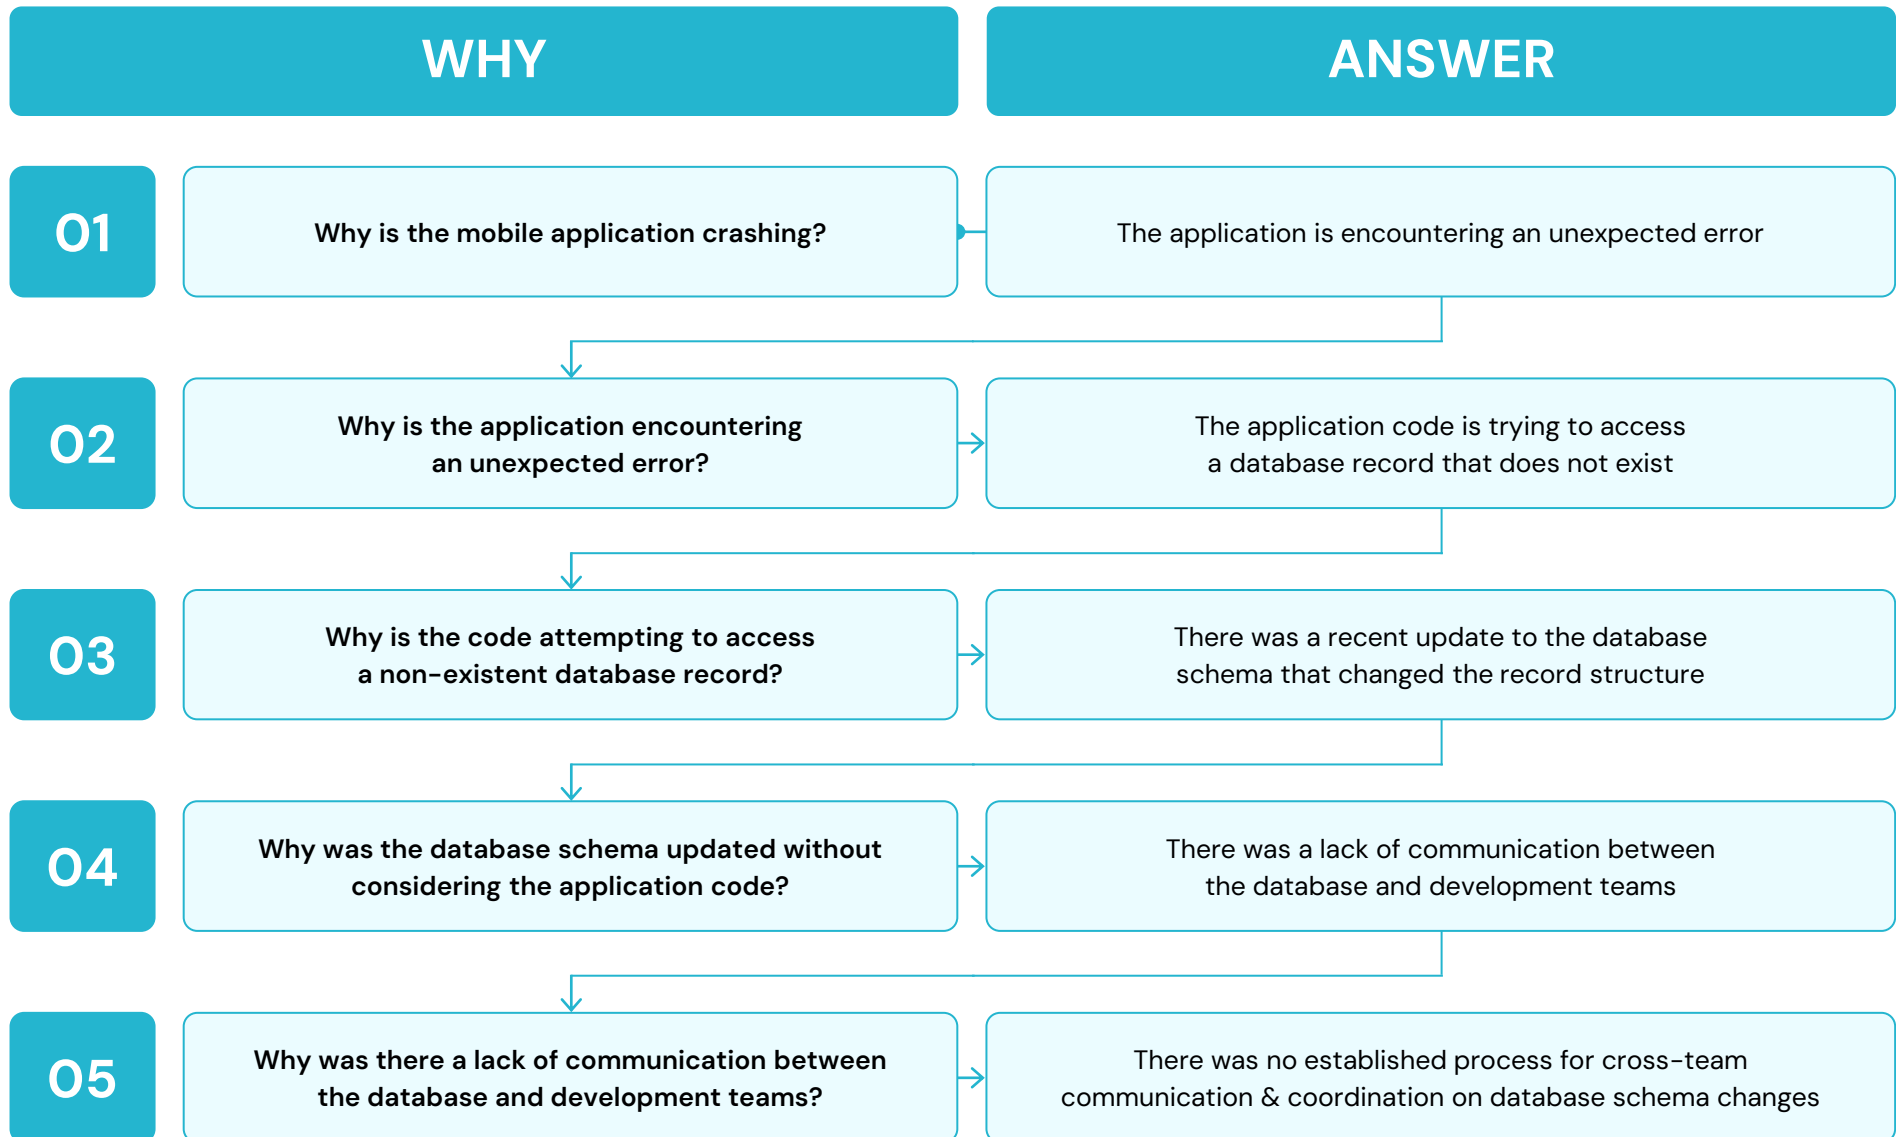 WHY
ANSWER
01
Why is the mobile application crashing?
The application is encountering an unexpected error
02
Why is the application encountering
an unexpected error?
The application code is trying to access
a database record that does not exist
03
Why is the code attempting to access
a non-existent database record?
There was a recent update to the database
schema that changed the record structure
04
Why was the database schema updated without
considering the application code?
There was a lack of communication between
the database and development teams
05
Why was there a lack of communication between
the database and development teams?
There was no established process for cross-team
communication & coordination on database schema changes